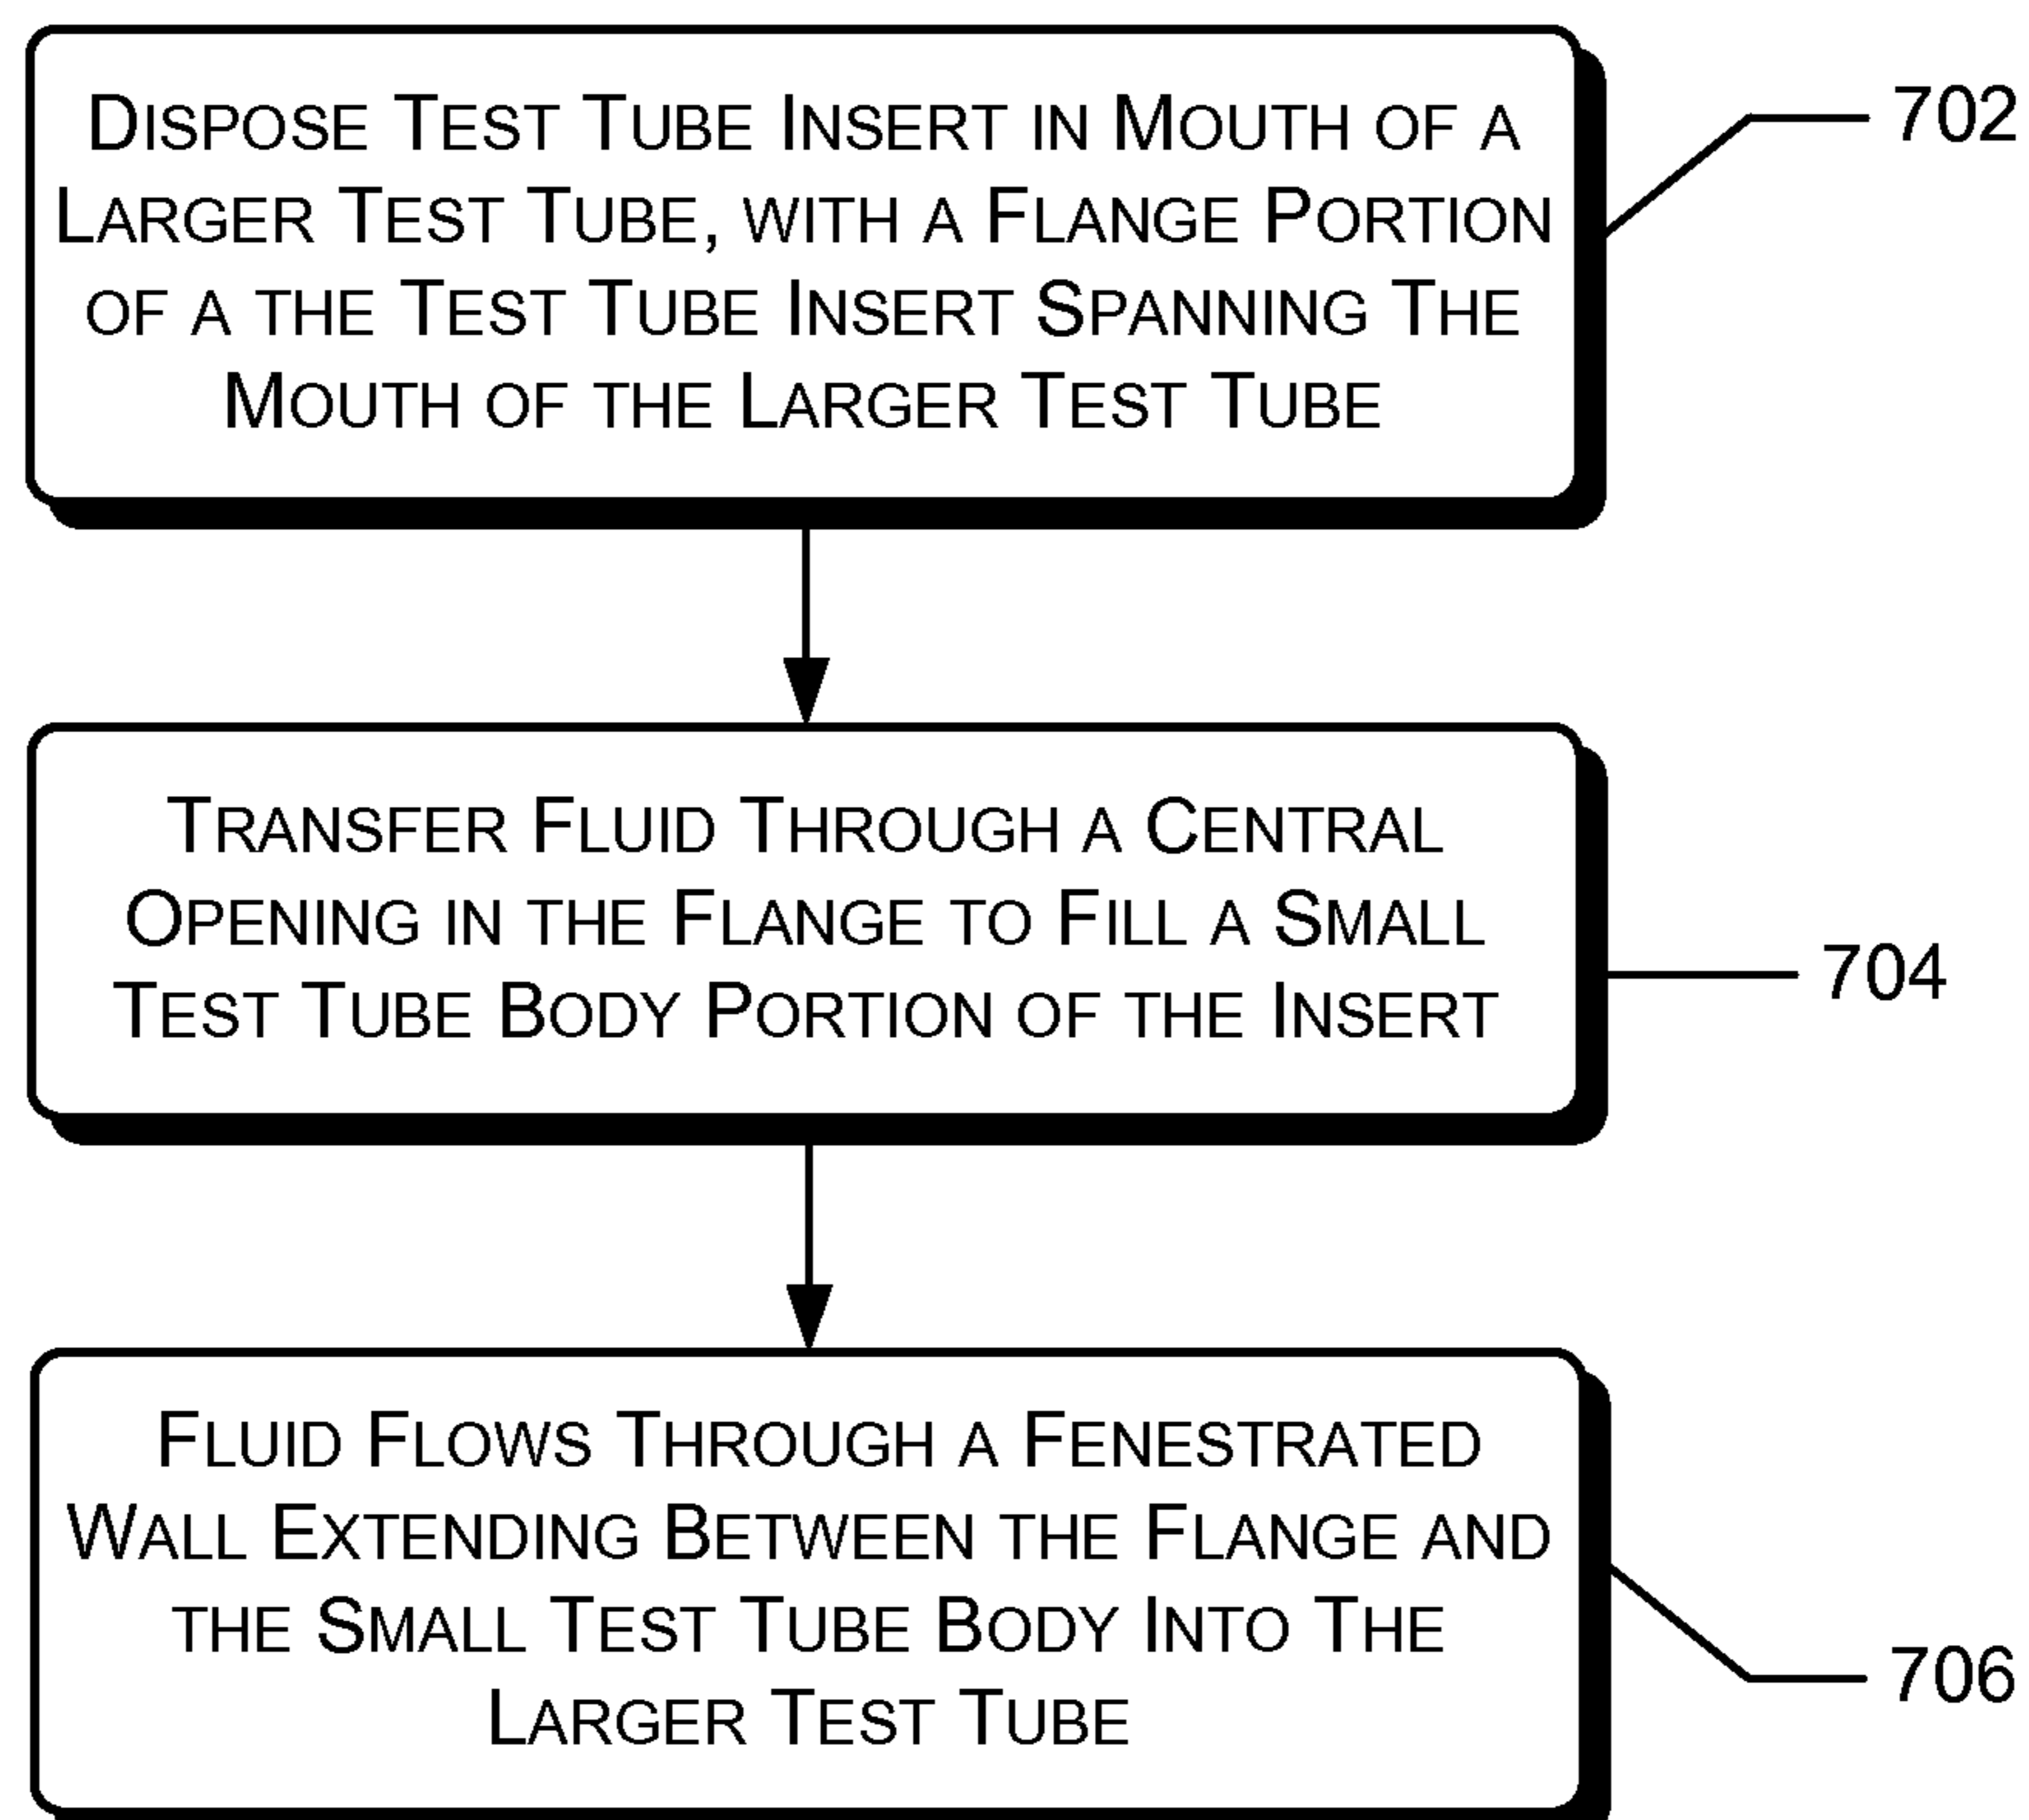 Dispose Test Tube Insert in Mouth of a
Larger Test Tube, with a Flange Portion
of a the Test Tube Insert Spanning The
Mouth of the Larger Test Tube
702
Transfer Fluid Through a Central
Opening in the Flange to Fill a Small
Test Tube Body Portion of the Insert
704
Fluid Flows Through a Fenestrated
Wall Extending Between the Flange and
the Small Test Tube Body Into The
Larger Test Tube
706